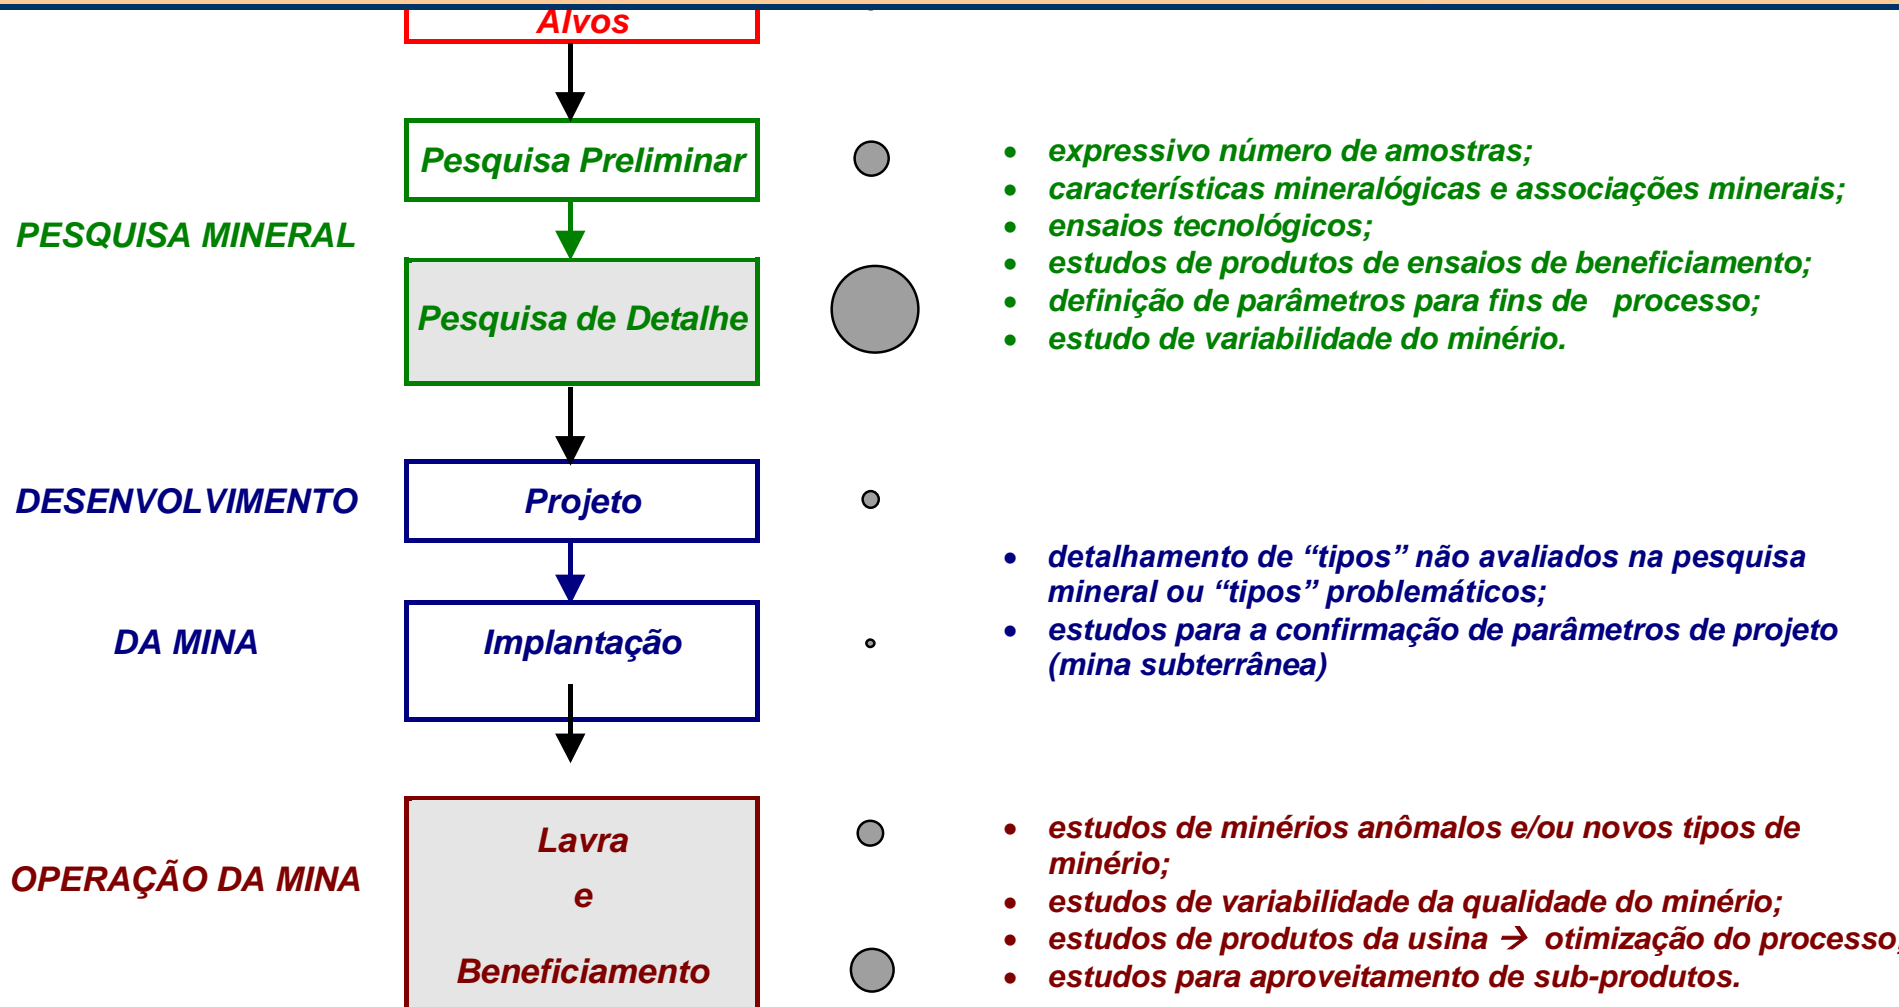 Alvos
Pesquisa Preliminar
PESQUISA MINERAL
Pesquisa de Detalhe
• expressivo número de amostras;
• características mineralógicas e associações minerais;
• ensaios tecnológicos;
• estudos de produtos de ensaios de beneficiamento;
• definição de parâmetros para fins de processo;
• estudo de variabilidade do minério.
DESENVOLVIMENTO
Projeto
DA MINA
Implantação
• detalhamento de “tipos” não avaliados na pesquisa
mineral ou “tipos” problemáticos;
• estudos para a confirmação de parâmetros de projeto
(mina subterrânea)
OPERAÇÃO DA MINA
Lavra
e
Beneficiamento
• estudos de minérios anômalos e/ou novos tipos de
minério;
• estudos de variabilidade da qualidade do minério;
• estudos de produtos da usina → otimização do processo;
• estudos para aproveitamento de sub-produtos.